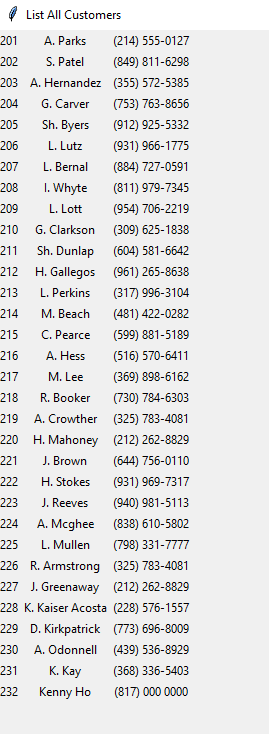 List All Customers
201 A. Parks (214) 555-0127
202 S. Patel (849) 811-6298
203 A. Hernandez (355) 572-5385
204 G. Carver (753) 763-8656
205 Sh. Byers (912) 925-5332
206 L. Lutz (931) 966-1775
207 L. Bernal (884) 727-0591
208 I. Whyte (811) 979-7345
209 L. Lott (954) 706-2219
210 G. Clarkson (309) 625-1838
211 Sh. Dunlap (604) 581-6642
212 H. Gallegos (961) 265-8638
213 L. Perkins (317) 996-3104
214 M. Beach (481) 422-0282
215 C. Pearce (599) 881-5189
216 A. Hess (516) 570-6411
217 M. Lee (369) 898-6162
218 R. Booker (730) 784-6303
219 A. Crowther (325) 783-4081
220 H. Mahoney (212) 262-8829
221 J. Brown (644) 756-0110
222 H. Stokes (931) 969-7317
223 J. Reeves (940) 981-5113
224 A. Mcghee (838) 610-5802
225 L. Mullen (798) 331-7777
226 R. Armstrong (325) 783-4081
227 J. Greenaway (212) 262-8829
228 K. Kaiser Acosta (228) 576-1557
229 D. Kirkpatrick (773) 696-8009
230 A. Odonnell (439) 536-8929
231 K. Kay (368) 336-5403
232 Kenny Ho (817) 000 0000